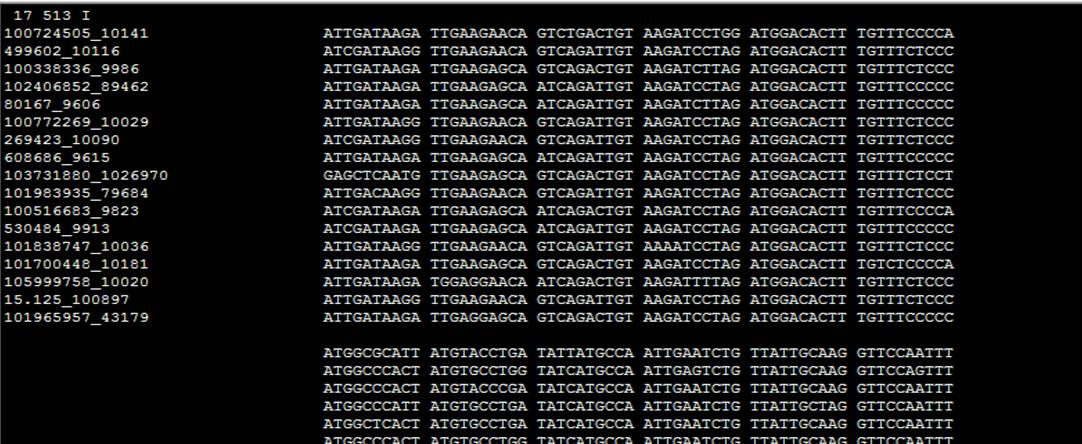 17 513 I
100724505_10141 ATTGATAAGA TTGAAGAACA GTCTGACTGT AAGATCCTGG ATGGACACTT TGTTTCCCCA
499602_10116 ATCGATAAGG TTGAAGAACA GTCAGATTGT AAGATCCTAG ATGGACACTT TGTTTCTCCC
100338336_9986 ATTGATAAGA TTGAAGAGCA GTCAGACTGT AAGATCTTAG ATGGACACTT TGTTTCTCCC
102406852_89462 ATTGATAAGA TTGAAGAGCA ATCAGATTGT AAGATCCTAG ATGGACACTT TGTTTCCCCC
80167_9606 ATTGATAAGA TTGAAGAGCA ATCAGACTGT AAGATCTTAG ATGGACACTT TGTTTCCCCC
100772269_10029 ATTGATAAGG TTGAAGAACA GTCAGATTGT AAGATCCTAG ATGGACACTT TGTTTCTCCC
269423_10090 ATCGATAAGG TTGAAGAACA GTCAGATTGT AAGATCCTAG ATGGACACTT TGTTTCTCCC
608686_9615 ATTGATAAGA TTGAAGAGCA ATCAGATTGT AAGATCCTAG ATGGACACTT TGTTTCCCCC
103731880_1026970 GAGCTCAATG TTGAAGAGCA GTCAGACTGT AAGATCCTAG ATGGACACTT TGTTTCTCCT
101983935_79684 ATTGACAAGG TTGAAGAACA GTCAGATTGT AAGATCCTAG ATGGACACTT TGTTTCTCCC
100516683_9823 ATCGATAAGA TTGAAGAGCA ATCAGACTGT AAGATCCTAG ATGGACACTT TGTTTCCCCA
530484_9913 ATCGATAAGA TTGAAGAGCA GTCAGATTGT AAGATCCTAG ATGGACACTT TGTTTCCCCC
101838747_10036 ATTGATAAGG TTGAAGAACA GTCAGATTGT AAAATCCTAG ATGGACACTT TGTTTCTCCC
101700448_10181 ATTGATAAGA TTGAAGAGCA GTCAGACTGT AAGATCCTAG ATGGACACTT TGTCTCCCCA
105999758_10020 ATTGATAAGA TGGAGGAACA ATCAGACTGT AAGATTTTAG ATGGACACTT TGTTTCTCCC
15.125_100897 ATTGATAAGG TTGAAGAACA GTCAGATTGT AAGATCCTAG ATGGACACTT TGTTTCTCCC
101965957_43179 ATTGATAAGA TTGAGGAGCA GTCAGACTGT AAGATCCTAG ATGGACACTT TGTTTCCCCC
ATGGCGCATT ATGTACCTGA TATTATGCCA ATTGAATCTG TTATTGCAAG GTTCCAATTT
ATGGCCCACT ATGTGCCTGG TATCATGCCA ATTGAGTCTG TTATTGCAAG GTTCCAGTTT
ATGGCCCACT ATGTACCCGA TATCATGCCA ATTGAATCTG TTATTGCAAG GTTCCAATTT
ATGGCCCATT ATGTGCCTGA TATCATGCCA ATTGAATCTG TTATTGCTAG GTTCCAATTT
ATGGCTCACT ATGTGCCTGA TATCATGCCA ATTGAATCTG TTATTGCAAG GTTCCAATTT
ATGGCCCACT ATGTGCCTGG TATCATGCCA ATTGAATCTG TTATTGCAAG GTTCCAATTT